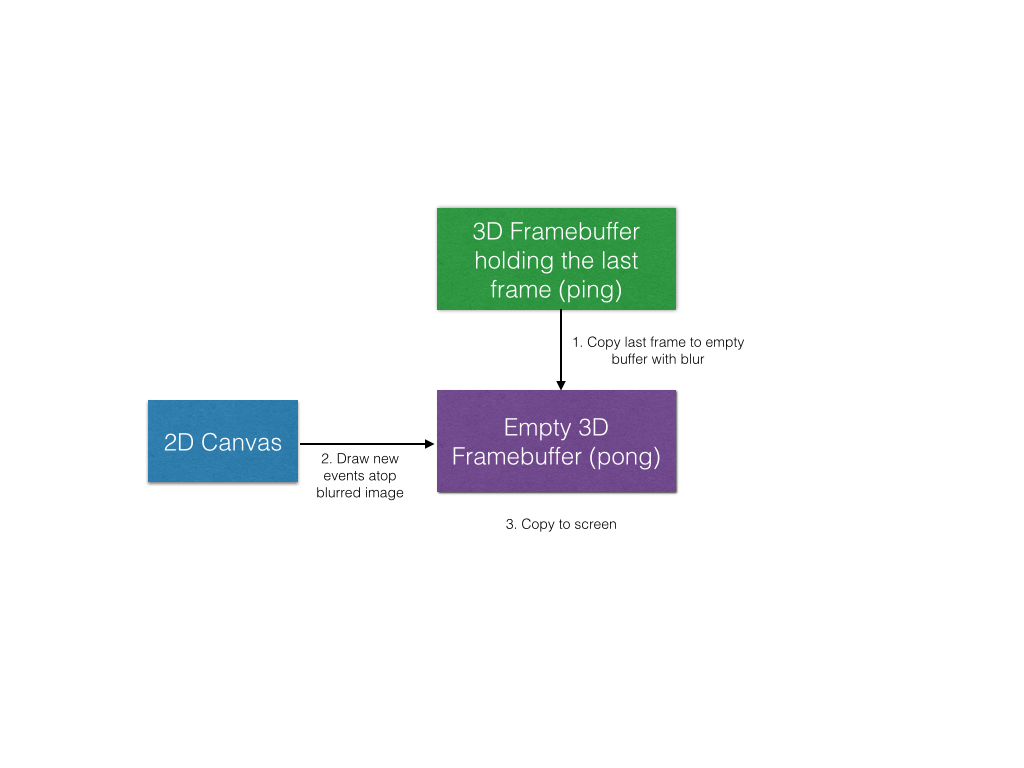 3D Framebuffer
holding the last
frame (ping)
1. Copy last frame to empty
buffer with blur
2D Canvas
2. Draw new
events atop
blurred image
Empty 3D
Framebuffer (pong)
3. Copy to screen